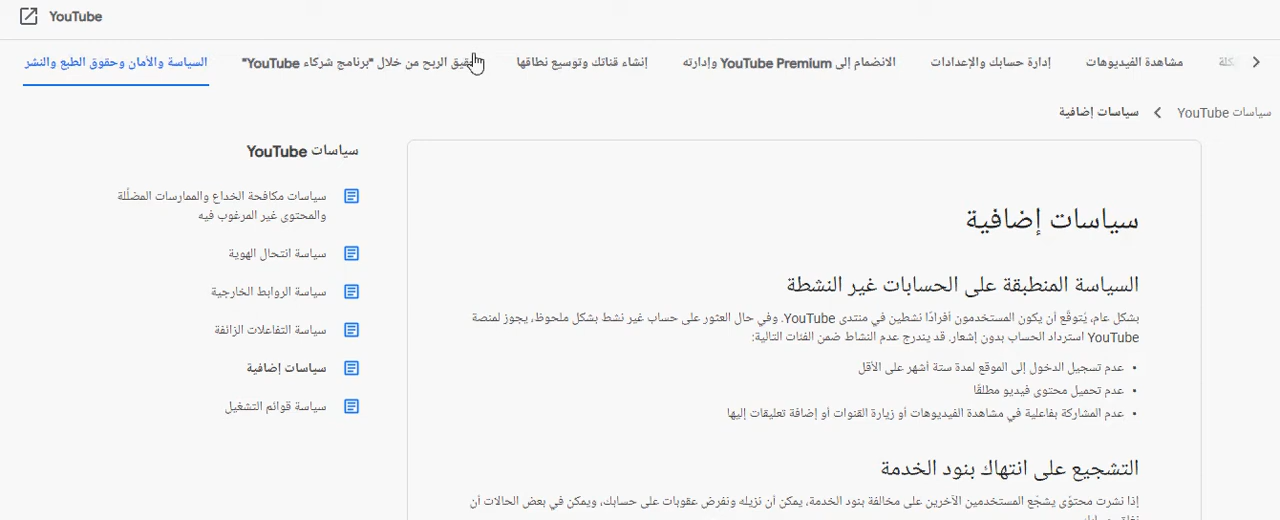 YouTube
السياسة والأمان وحقوق الطبع والنشر
قيق الربح من خلال "برنامج شركاء YouTube"
إنشاء قناتك وتوسيع نطاقها
الانضمام إلى YouTube Premium وإدارته
إدارة حسابك والإعدادات
مشاهدة الفيديوهات
سياسات YouTube
سياسات إضافية
سياسات YouTube
سياسات مكافحة الخداع والممارسات المضلِّلة
والمحتوى غير المرغوب فيه
سياسة انتحال الهوية
سياسة الروابط الخارجية
سياسة التفاعلات الزائفة
سياسات إضافية
سياسة قوائم التشغيل
سياسات إضافية
السياسة المنطبقة على الحسابات غير النشطة
بشكل عام، يُتوقَّع أن يكون المستخدمون أفرادًا نشطين في منتدى YouTube. وفي حال العثور على حساب غير نشط بشكل ملحوظ، يجوز لمنصة
YouTube استرداد الحساب بدون إشعار. قد يندرج عدم النشاط ضمن الفئات التالية:
• عدم تسجيل الدخول إلى الموقع لمدة ستة أشهر على الأقل
• عدم تحميل محتوى فيديو مطلقًا
• عدم المشاركة بفاعلية في مشاهدة الفيديوهات أو زيارة القنوات أو إضافة تعليقات إليها
التشجيع على انتهاك بنود الخدمة
إذا نشرت محتوًى يشجّع المستخدمين الآخرين على مخالفة بنود الخدمة، يمكن أن نزيله ونفرض عقوبات على حسابك، ويمكن في بعض الحالات أن